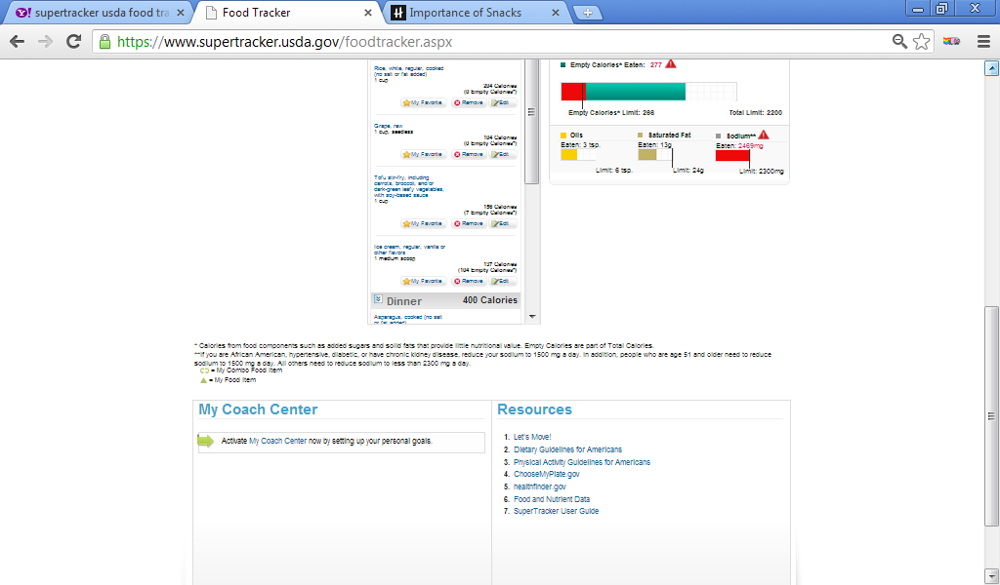 supertracker usda food tra
Food Tracker
Importance of Snacks
https://www.supertracker.usda.gov/foodtracker.aspx
Rice, white, regular, cooked
(no salt or fat added)
1 cup
204 Calories
(0 Empty Calories*)
My Favorite Remove Edit
Grape, raw
1 cup, seedless
104 Calories
(0 Empty Calories*)
My Favorite Remove Edit
Tofu stir-fry, including
carrots, broccoli, and/or
dark-green leafy vegetables,
with soy-based sauce
1 cup
156 Calories
(7 Empty Calories*)
My Favorite Remove Edit
Ice cream, regular, vanilla or
other flavors
1 medium scoop
137 Calories
(104 Empty Calories*)
My Favorite Remove Edit
Dinner 400 Calories
Asparagus, cooked (no salt
or fat added)
Empty Calories* Eaten: 277
Empty Calories* Limit: 266 Total Limit: 2200
Oils Saturated Fat Sodium**
Eaten: 3 tsp. Eaten: 13g Eaten: 2469mg
Limit: 6 tsp. Limit: 24g Limit: 2300mg
* Calories from food components such as added sugars and solid fats that provide little nutritional value. Empty Calories are part of Total Calories.
**If you are African American, hypertensive, diabetic, or have chronic kidney disease, reduce your sodium to 1500 mg a day. In addition, people who are age 51 and older need to reduce
sodium to 1500 mg a day. All others need to reduce sodium to less than 2300 mg a day.
= My Combo Food Item
= My Food Item
My Coach Center
Activate My Coach Center now by setting up your personal goals.
Resources
1. Let's Move!
2. Dietary Guidelines for Americans
3. Physical Activity Guidelines for Americans
4. ChooseMyPlate.gov
5. healthfinder.gov
6. Food and Nutrient Data
7. SuperTracker User Guide